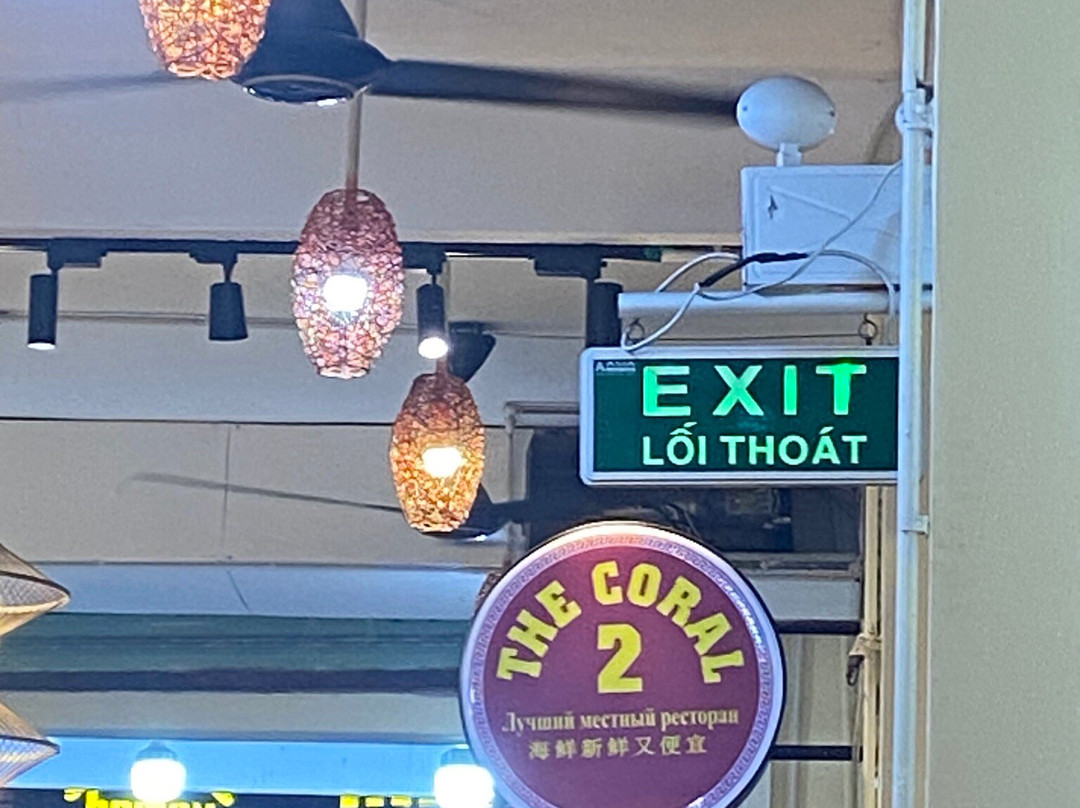 EXIT
LỐI THOÁT
THE CORAL
2
Лучший местный ресторан
海鲜新鲜又便宜